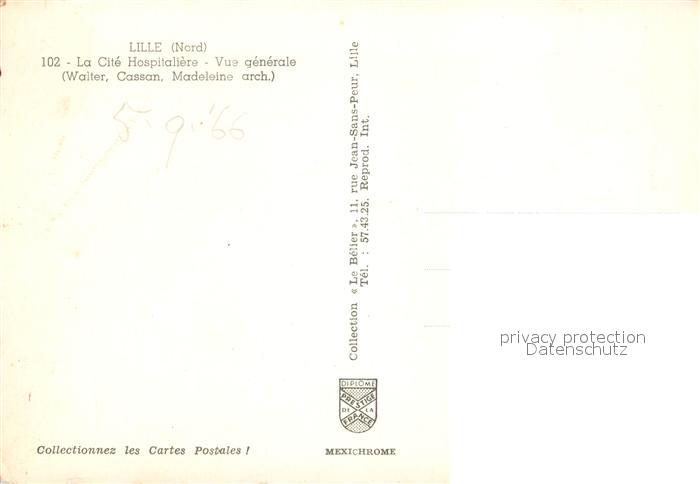 LILLE (Nord)
102 - La Cité Hospitalière - Vue générale
(Walter, Cassan, Madeleine arch.)
5-9-'66
Collection « Le Bélier », 11, rue Jean-Sans-Peur, Lille
Tél. : 57.43.25. Reprod. Int.
privacy protection
Datenschutz
DIPLOME
PRESTIGE
DE LA
FRANCE
Collectionnez les Cartes Postales !
MEXICHROME